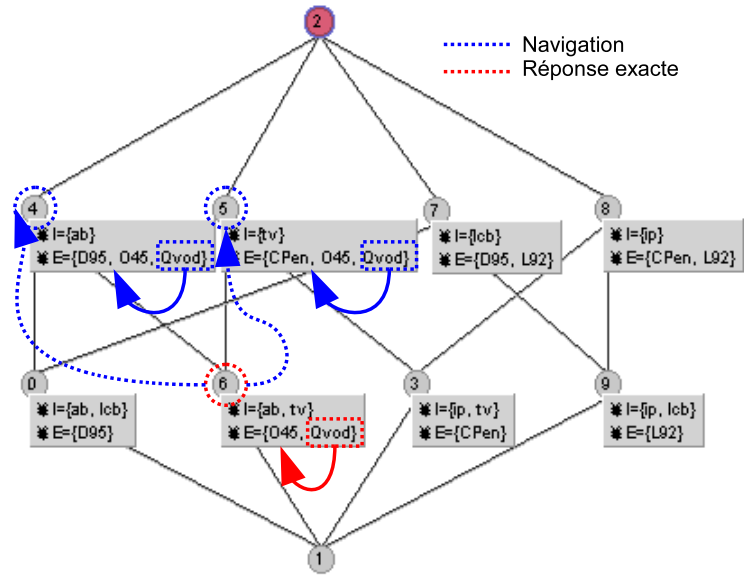 2
Navigation
Réponse exacte
4
5
7
8
I={ab}
E={D95, O45, Qvod}
I={tv}
E={CPen, O45, Qvod}
I={lcb}
E={D95, L92}
I={ip}
E={CPen, L92}
0
6
3
9
I={ab, lcb}
E={D95}
I={ab, tv}
E={O45, Qvod}
I={ip, tv}
E={CPen}
I={ip, lcb}
E={L92}
1